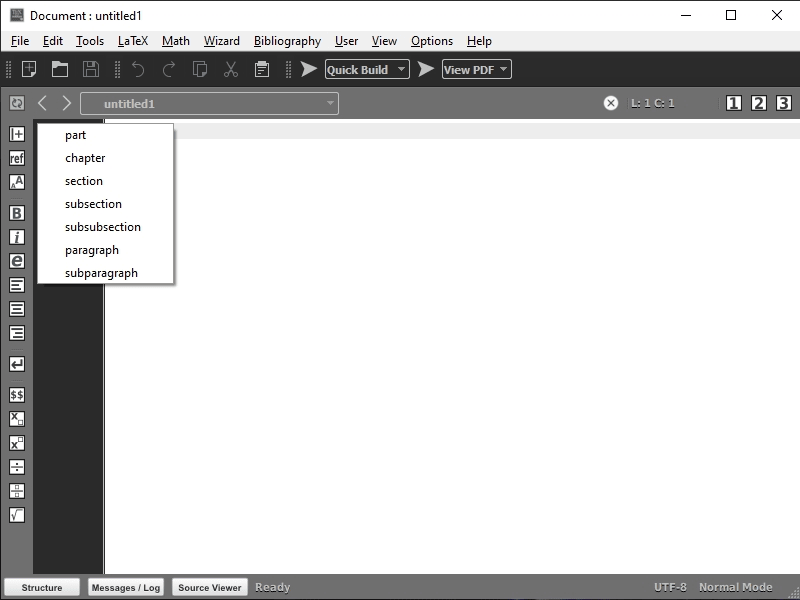 Document : untitled1
File Edit Tools LaTeX Math Wizard Bibliography User View Options Help
Quick Build View PDF
untitled1 L: 1 C: 1 1 2 3
part
ref
chapter
section
subsection
subsubsection
paragraph
subparagraph
Structure Messages / Log Source Viewer Ready UTF-8 Normal Mode